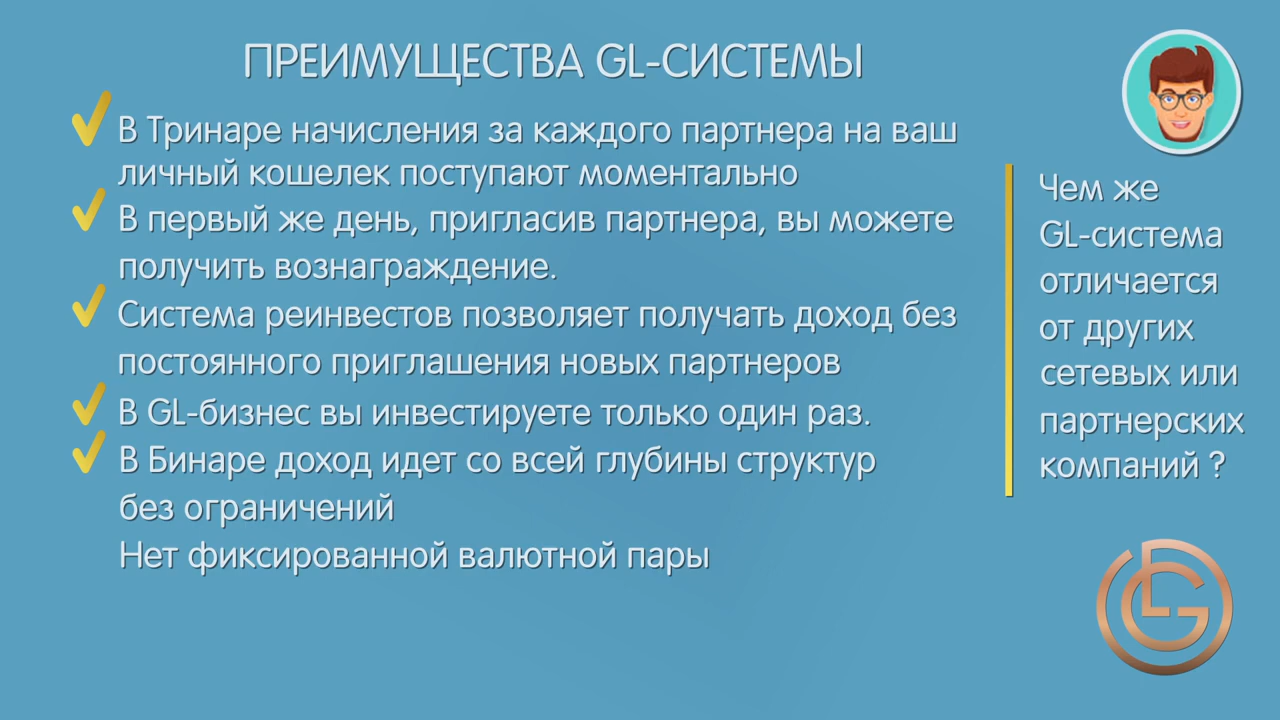 ПРЕИМУЩЕСТВА GL-СИСТЕМЫ
В Тринаре начисления за каждого партнера на ваш
личный кошелек поступают моментально
В первый же день, пригласив партнера, вы можете
получить вознаграждение.
Система реинвестов позволяет получать доход без
постоянного приглашения новых партнеров
В GL-бизнес вы инвестируете только один раз.
В Бинаре доход идет со всей глубины структур
без ограничений
Нет фиксированной валютной пары
Чем же
GL-система
отличается
от других
сетевых или
партнерских
компаний ?
LG